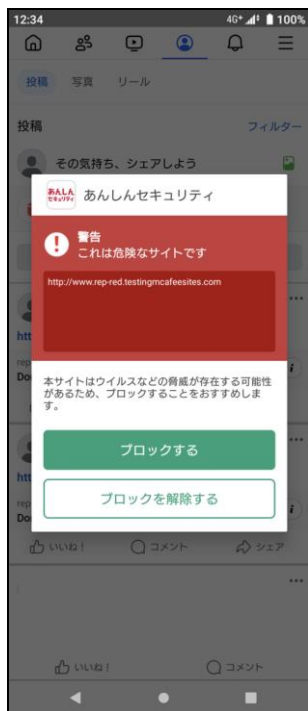 12:34
4G+
100%
投稿
写真
リール
投稿
フィルター
その気持ち、シェアしよう
あんしん
セキュリティ
あんしんセキュリティ
警告
これは危険なサイトです
http://www.rep-red.testingmcafeesites.com
本サイトはウイルスなどの脅威が存在する可能性
があるため、ブロックすることをおすすめしま
す。
ブロックする
ブロックを解除する
htt
rep
Do
htt
rep
Do
いいね！
コメント
シェア
いいね！
コメント